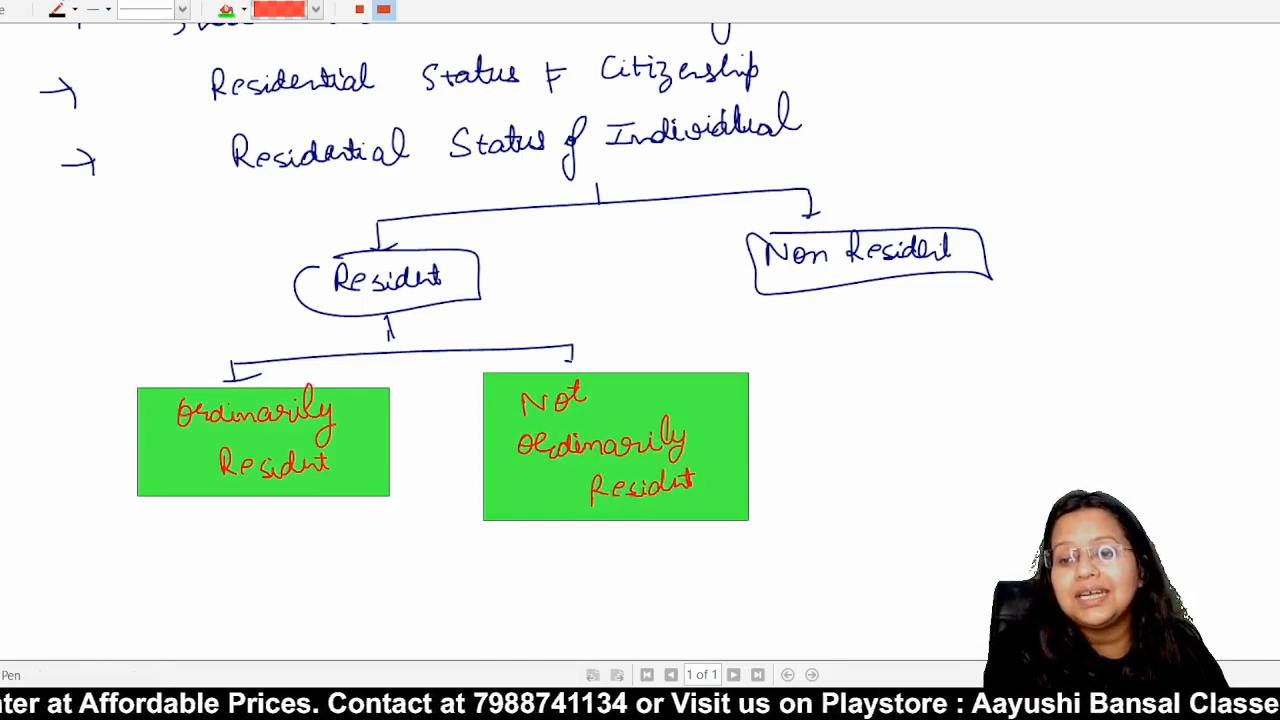 Residential Status ≠ Citizenship
Residential Status of Individual
Resident
Non Resident
Ordinarily
Resident
Not
Ordinarily
Resident
Pen
1 of 1
nter at Affordable Prices. Contact at 7988741134 or Visit us on Playstore : Aayushi Bansal Classe